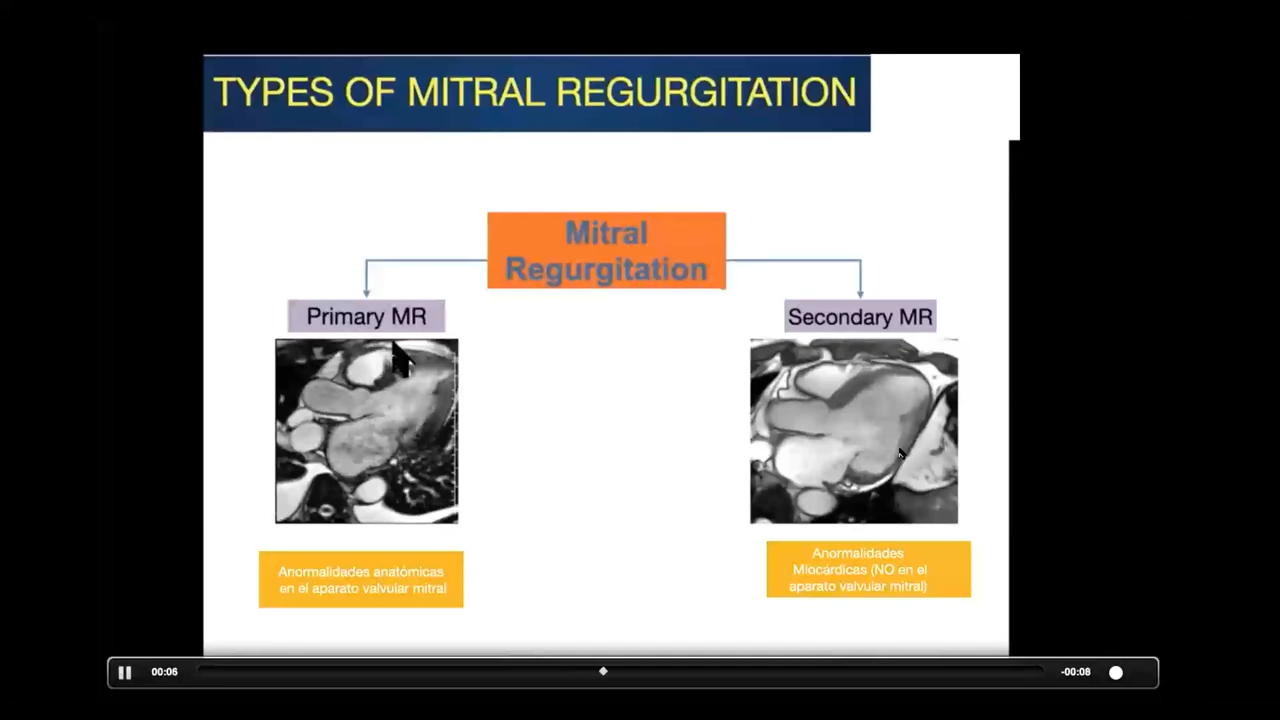 TYPES OF MITRAL REGURGITATION
Mitral
Regurgitation
Primary MR
Secondary MR
Anormalidades anatómicas
en el aparato valvular mitral
Anormalidades
Miocárdicas (NO en el
aparato valvular mitral)
00:06
-00:08